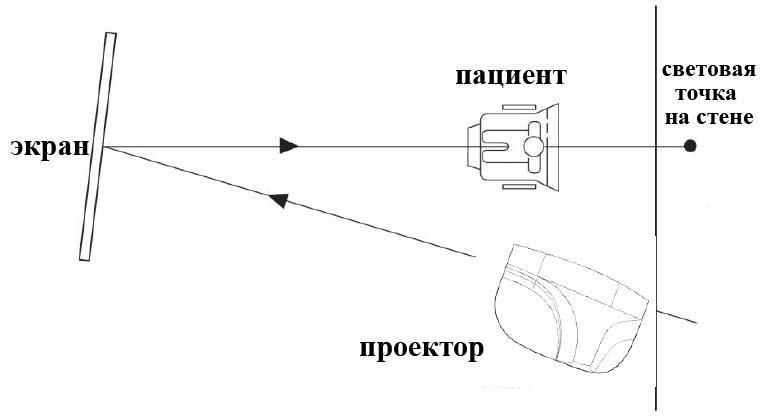 пациент
световая
точка
на стене
экран
проектор